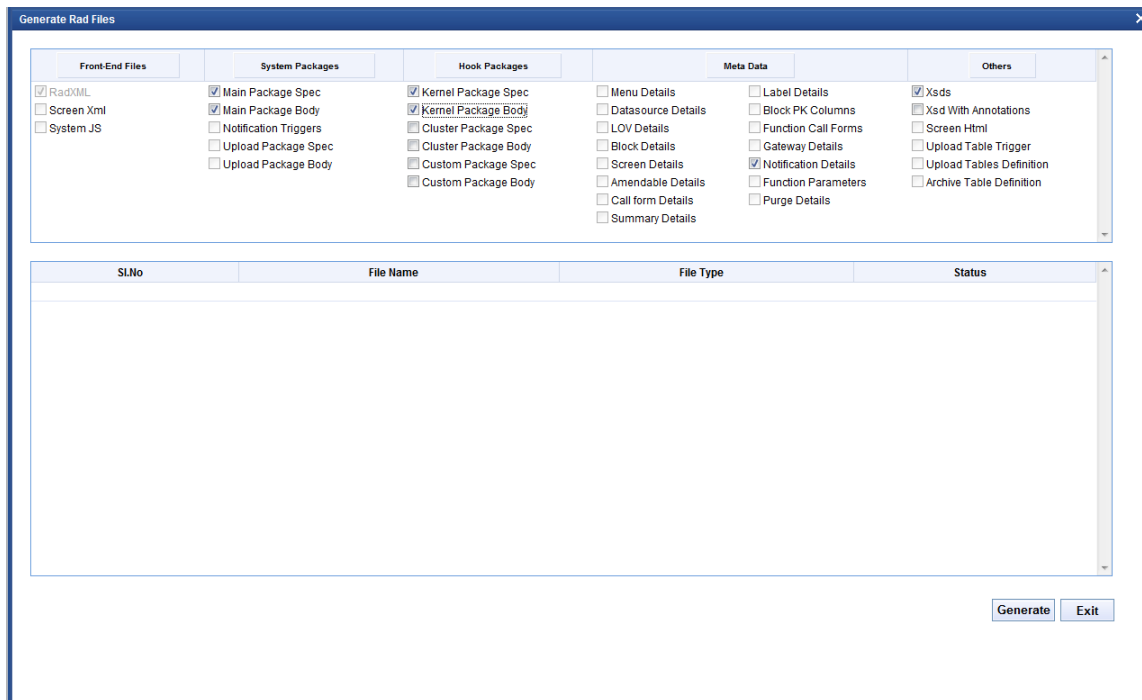 Generate Rad Files
Front-End Files
RadXML
Screen Xml
System JS
System Packages
Main Package Spec
Main Package Body
Notification Triggers
Upload Package Spec
Upload Package Body
Hook Packages
Kernel Package Spec
Kernel Package Body
Cluster Package Spec
Cluster Package Body
Custom Package Spec
Custom Package Body
Meta Data
Menu Details
Datasource Details
LOV Details
Block Details
Screen Details
Amendable Details
Call form Details
Summary Details
Label Details
Block PK Columns
Function Call Forms
Gateway Details
Notification Details
Function Parameters
Purge Details
Others
Xsds
Xsd With Annotations
Screen Html
Upload Table Trigger
Upload Tables Definition
Archive Table Definition
Sl.No File Name File Type Status
Generate Exit